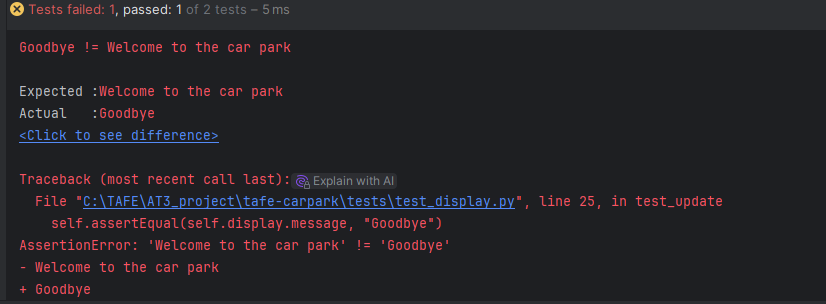 Tests failed: 1, passed: 1 of 2 tests – 5 ms
Goodbye != Welcome to the car park
Expected :Welcome to the car park
Actual   :Goodbye
<Click to see difference>
Traceback (most recent call last): Explain with AI
  File "C:\TAFE\AT3_project\tafe-carpark\tests\test_display.py", line 25, in test_update
    self.assertEqual(self.display.message, "Goodbye")
AssertionError: 'Welcome to the car park' != 'Goodbye'
- Welcome to the car park
+ Goodbye